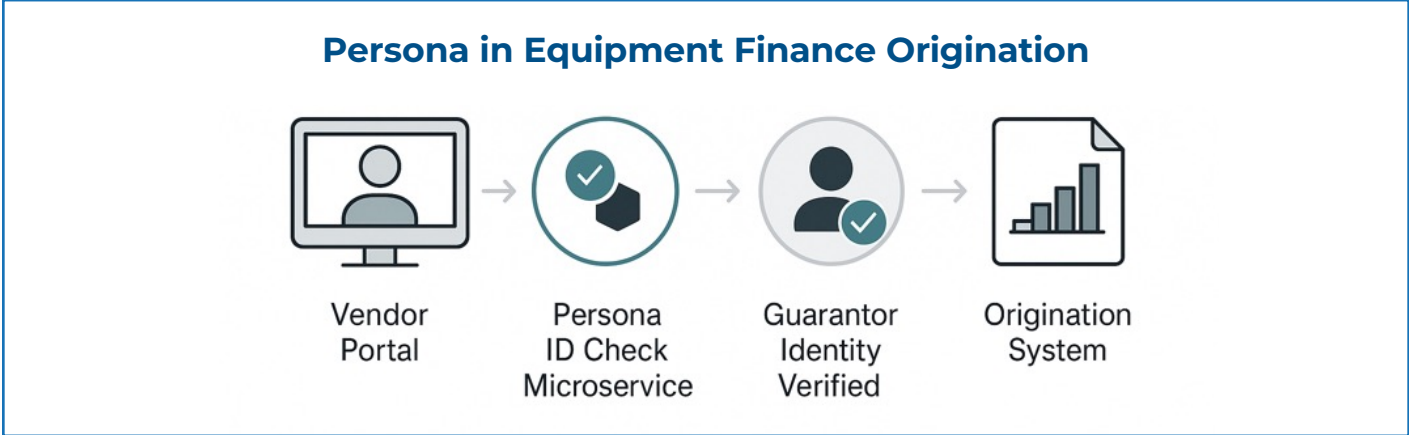 Persona in Equipment Finance Origination
Vendor
Portal
Persona
ID Check
Microservice
Guarantor
Identity
Verified
Origination
System